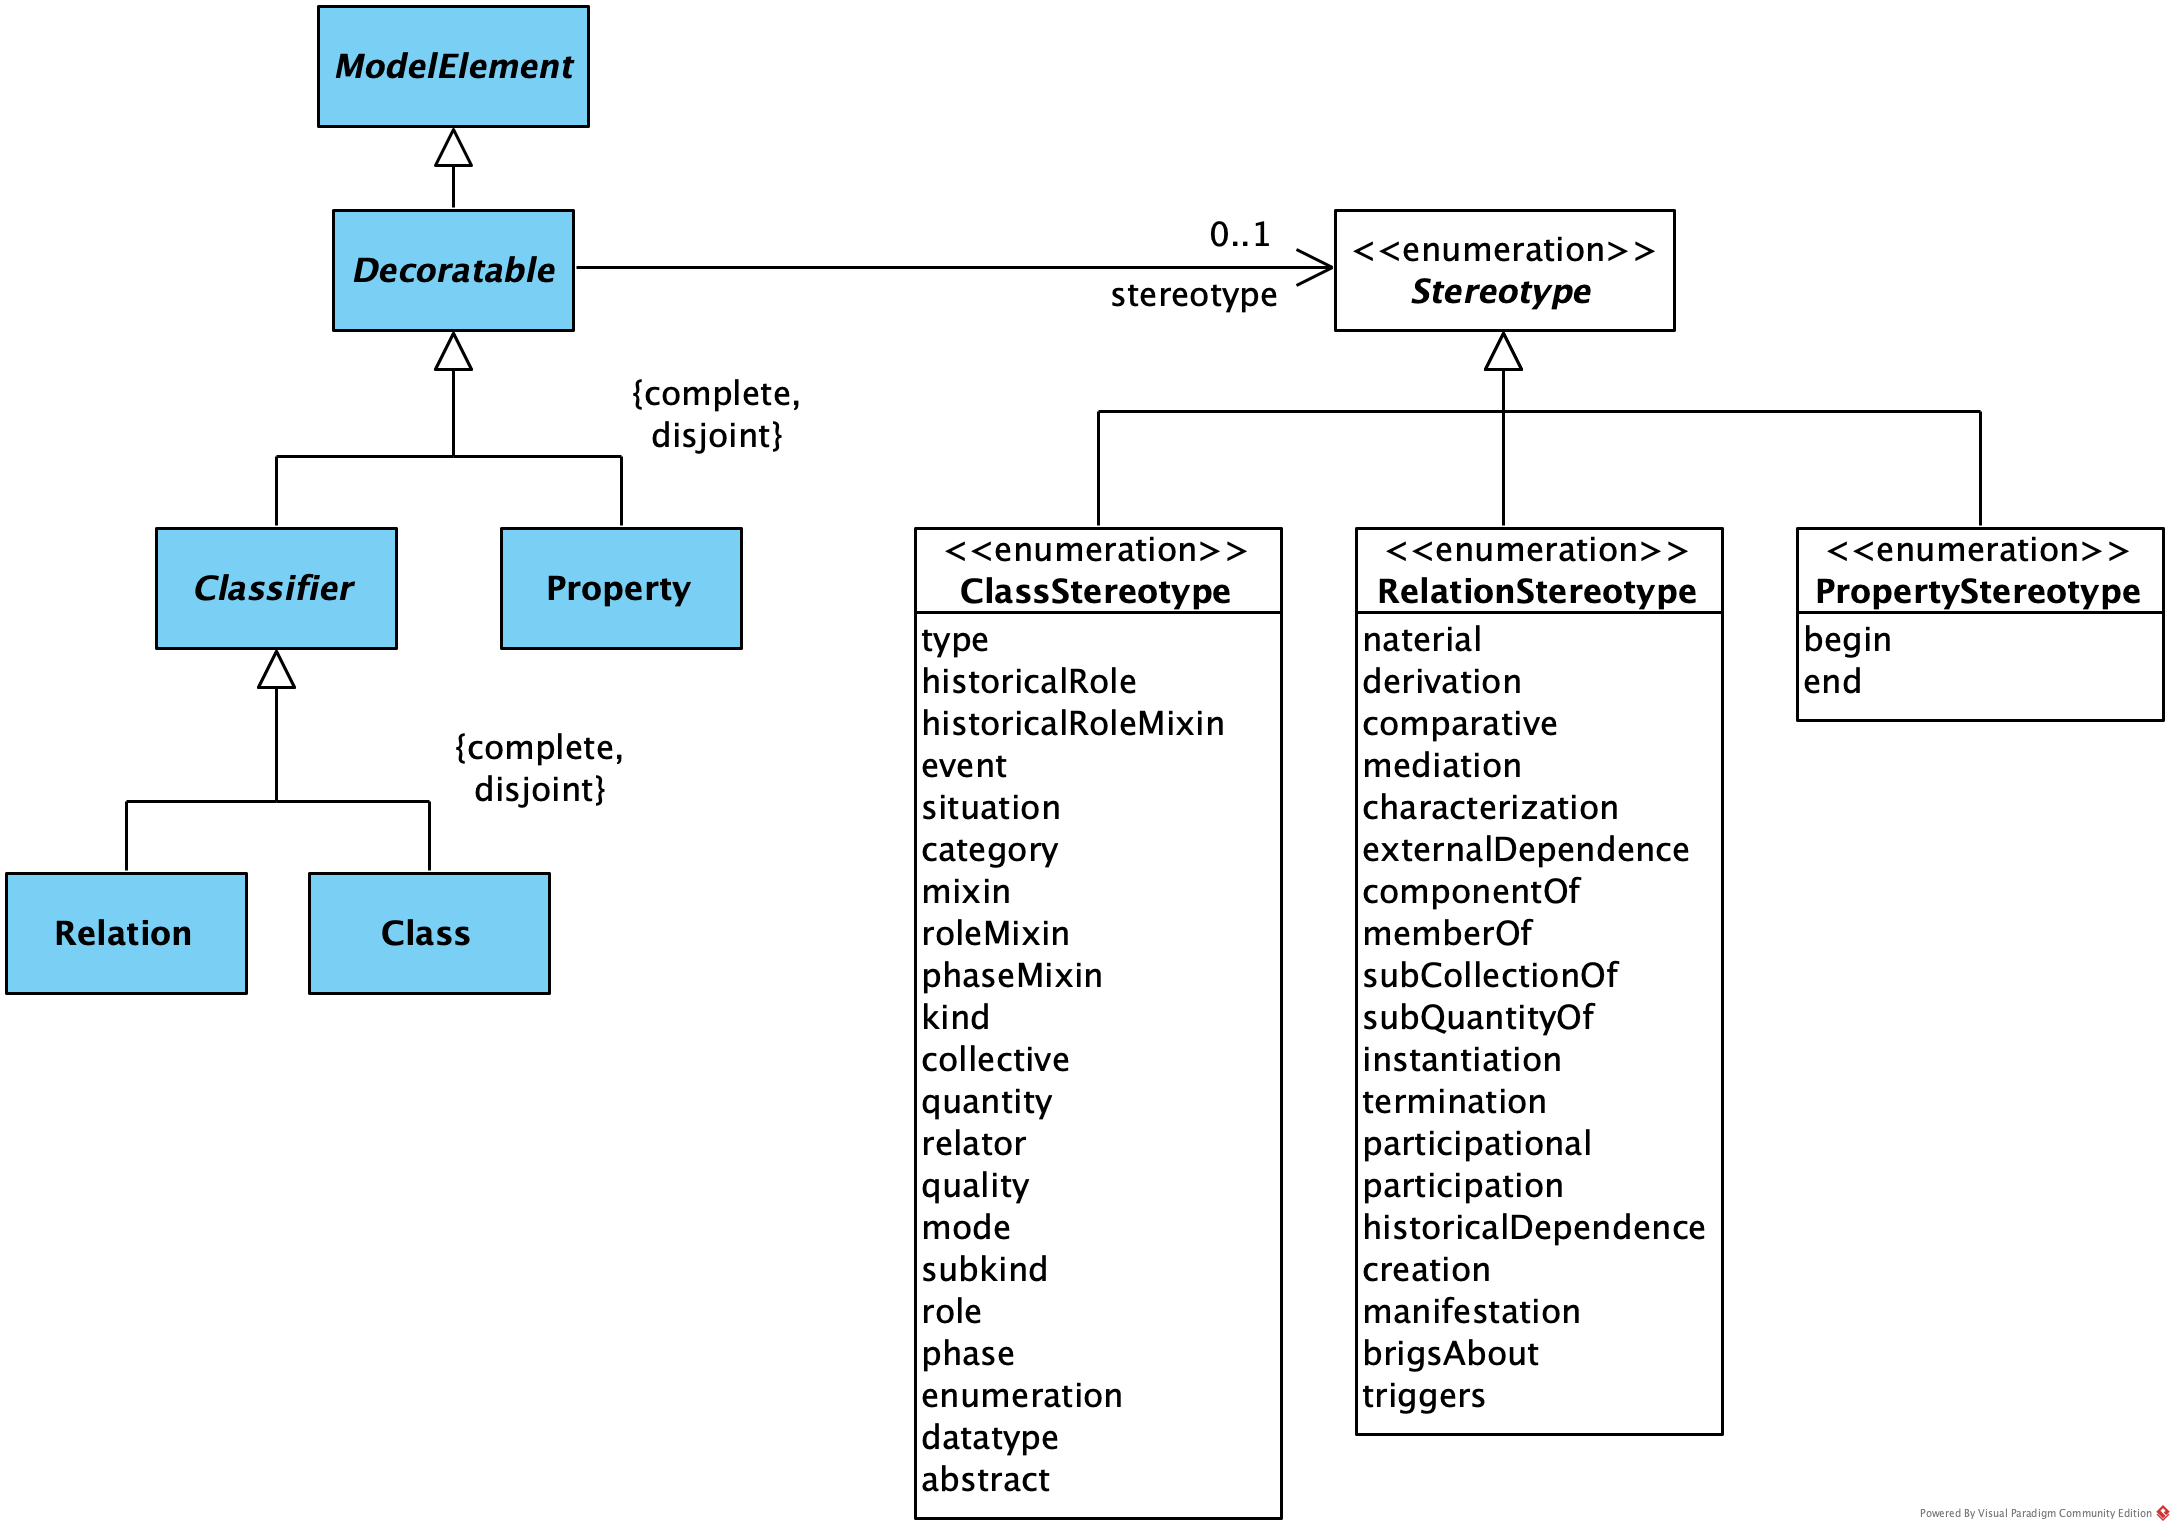 ModelElement
Decoratable
0..1
stereotype
<<enumeration>>
Stereotype
{complete,
disjoint}
Classifier
Property
{complete,
disjoint}
Relation
Class
<<enumeration>>
ClassStereotype
type
historicalRole
historicalRoleMixin
event
situation
category
mixin
roleMixin
phaseMixin
kind
collective
quantity
relator
quality
mode
subkind
role
phase
enumeration
datatype
abstract
<<enumeration>>
RelationStereotype
naterial
derivation
comparative
mediation
characterization
externalDependence
componentOf
memberOf
subCollectionOf
subQuantityOf
instantiation
termination
participational
participation
historicalDependence
creation
manifestation
brigsAbout
triggers
<<enumeration>>
PropertyStereotype
begin
end
Powered By Visual Paradigm Community Edition